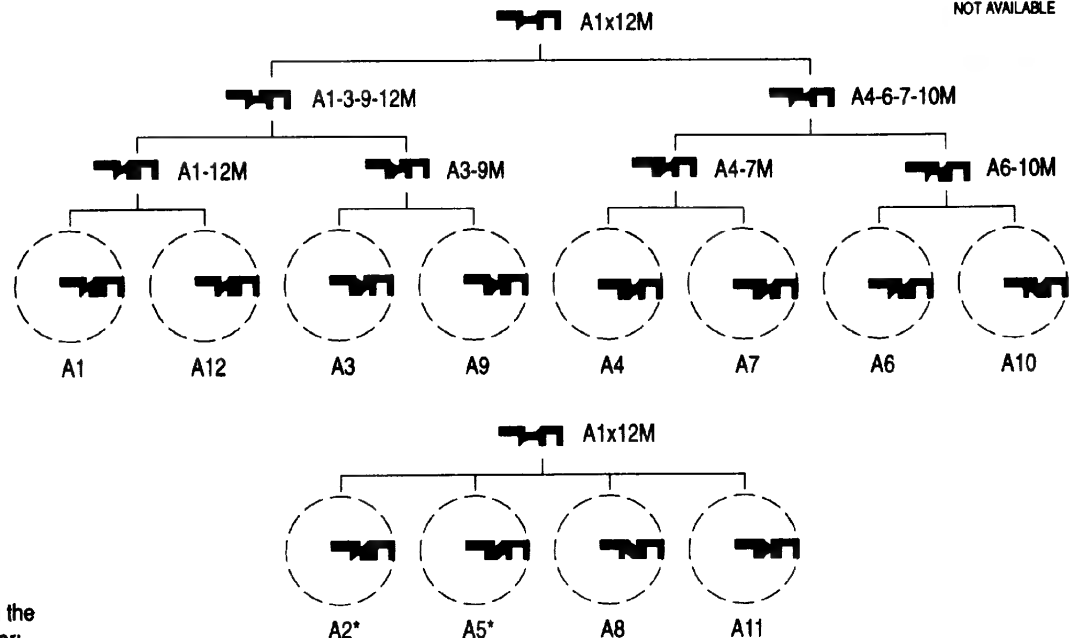 NOT AVAILABLE
A1x12M
A1-3-9-12M A4-6-7-10M
A1-12M A3-9M A4-7M A6-10M
A1 A12 A3 A9 A4 A7 A6 A10
A1x12M
the
A2* A5* A8 A11